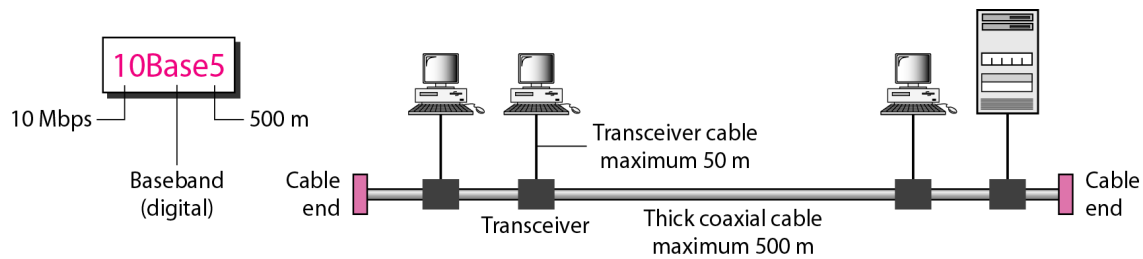 10Base5
10 Mbps
500 m
Baseband
(digital)
Transceiver cable
maximum 50 m
Cable
end
Transceiver
Thick coaxial cable
maximum 500 m
Cable
end